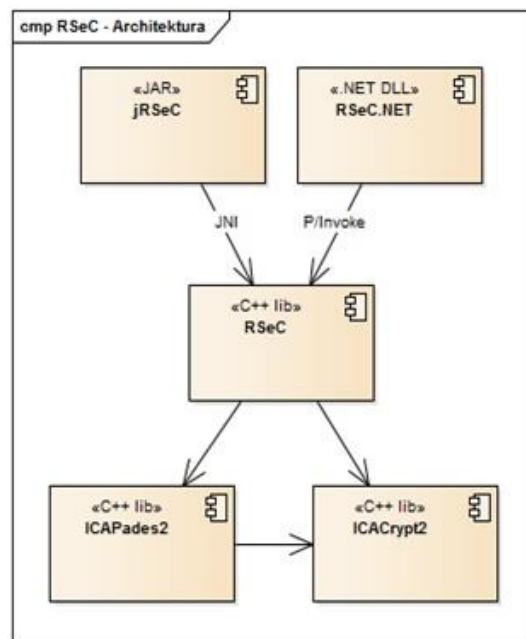 cmp RSeC - Architektura
«JAR»
jRSeC
«.NET DLL»
RSeC.NET
JNI
P/Invoke
«C++ lib»
RSeC
«C++ lib»
ICAPades2
«C++ lib»
ICACrypt2